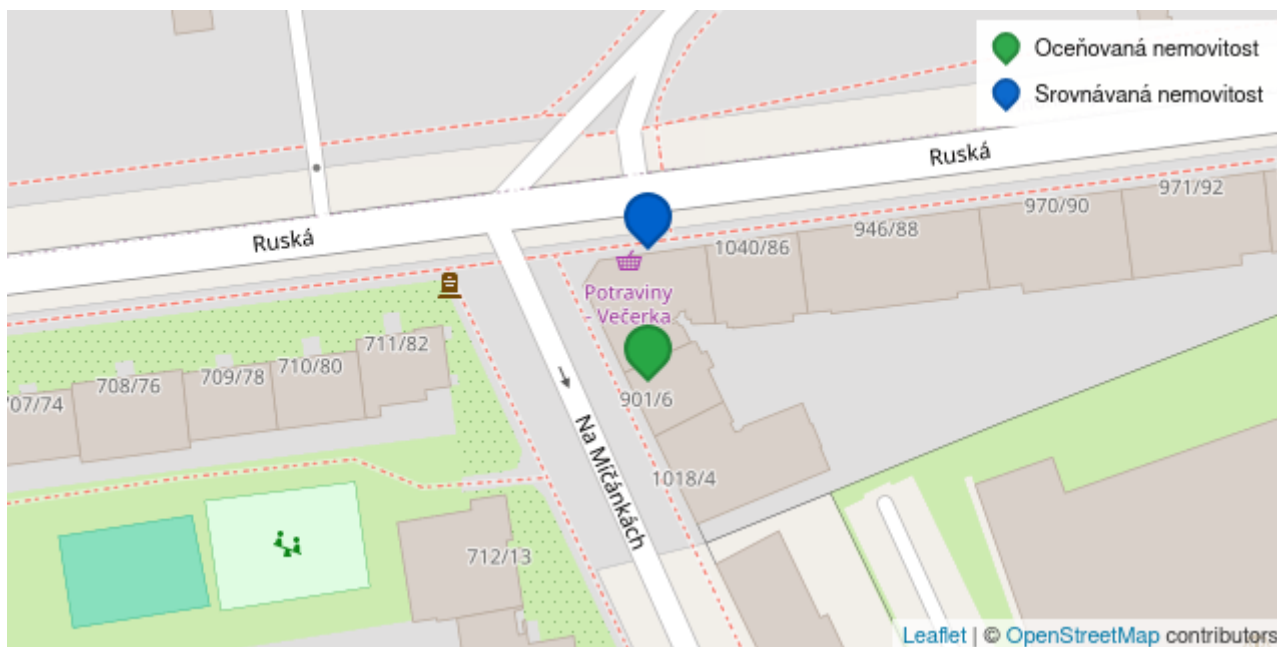 Oceňovaná nemovitost
Srovnávaná nemovitost
Ruská
971/92
970/90
946/88
1040/86
Ruská
Potraviny
- Večerka
711/82
710/80
709/78
708/76
07/74
901/6
Na Míčánkách
1018/4
712/13
Leaflet | © OpenStreetMap contributors